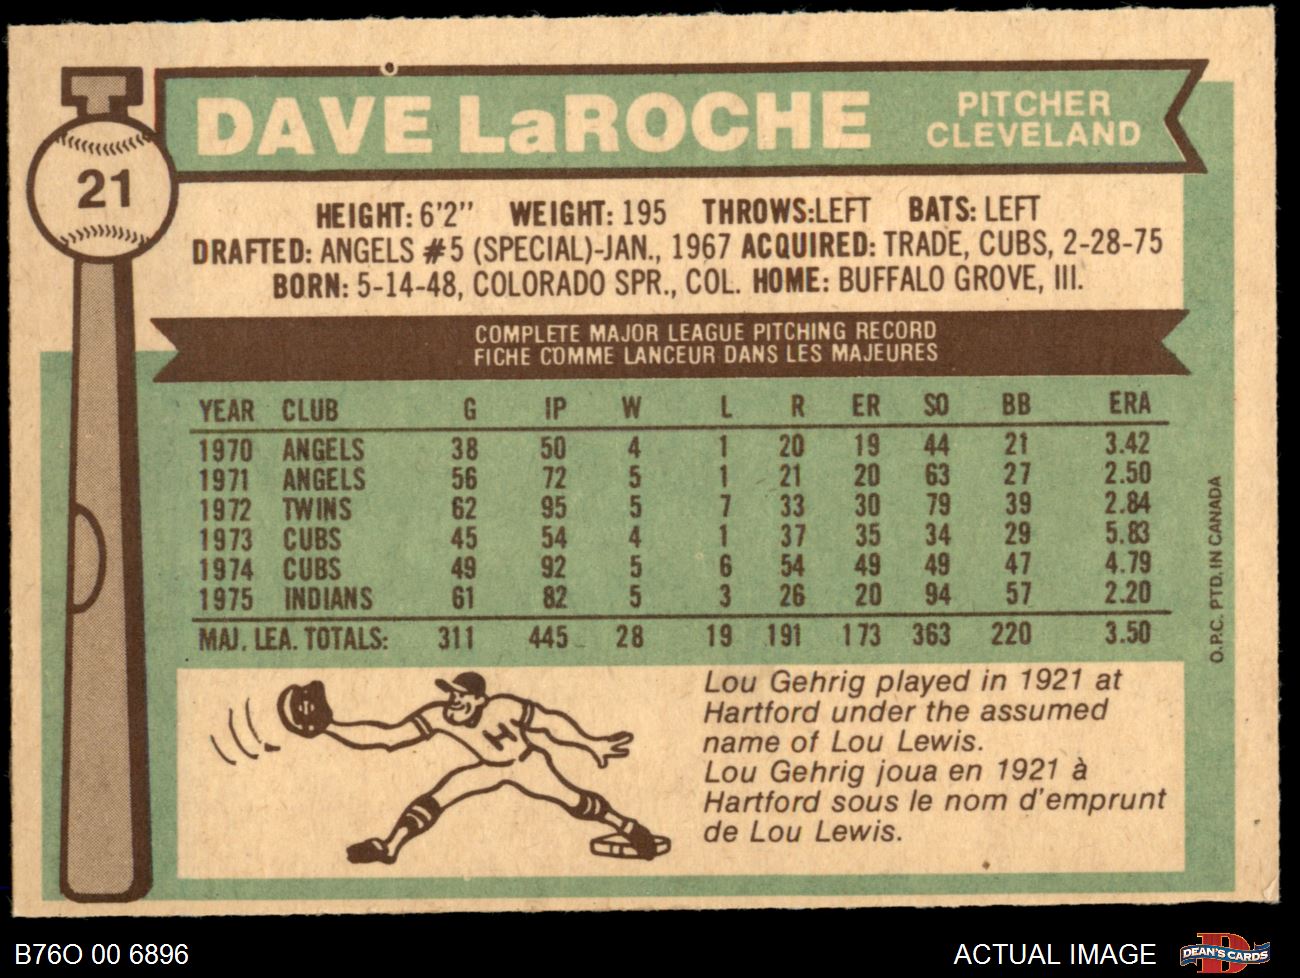 DAVE LaROCHE
PITCHER
CLEVELAND
21
HEIGHT: 6'2" WEIGHT: 195 THROWS:LEFT BATS: LEFT
DRAFTED: ANGELS #5 (SPECIAL)-JAN., 1967 ACQUIRED: TRADE, CUBS, 2-28-75
BORN: 5-14-48, COLORADO SPR., COL. HOME: BUFFALO GROVE, Ill.
COMPLETE MAJOR LEAGUE PITCHING RECORD
FICHE COMME LANCEUR DANS LES MAJEURES
YEAR CLUB G IP W L R ER SO BB ERA
1970 ANGELS 38 50 4 1 20 19 44 21 3.42
1971 ANGELS 56 72 5 1 21 20 63 27 2.50
1972 TWINS 62 95 5 7 33 30 79 39 2.84
1973 CUBS 45 54 4 1 37 35 34 29 5.83
1974 CUBS 49 92 5 6 54 49 49 47 4.79
1975 INDIANS 61 82 5 3 26 20 94 57 2.20
MAJ. LEA. TOTALS: 311 445 28 19 191 173 363 220 3.50
O.P.C. PTD. IN CANADA
H
Lou Gehrig played in 1921 at
Hartford under the assumed
name of Lou Lewis.
Lou Gehrig joua en 1921 à
Hartford sous le nom d'emprunt
de Lou Lewis.
B76O 00 6896
ACTUAL IMAGE
D
DEAN'S CARDS